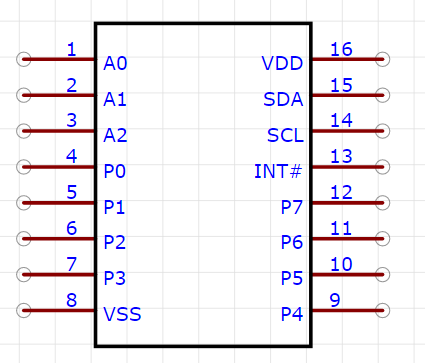 1 A0 VDD 16
2 A1 SDA 15
3 A2 SCL 14
4 P0 INT# 13
5 P1 P7 12
6 P2 P6 11
7 P3 P5 10
8 VSS P4 9